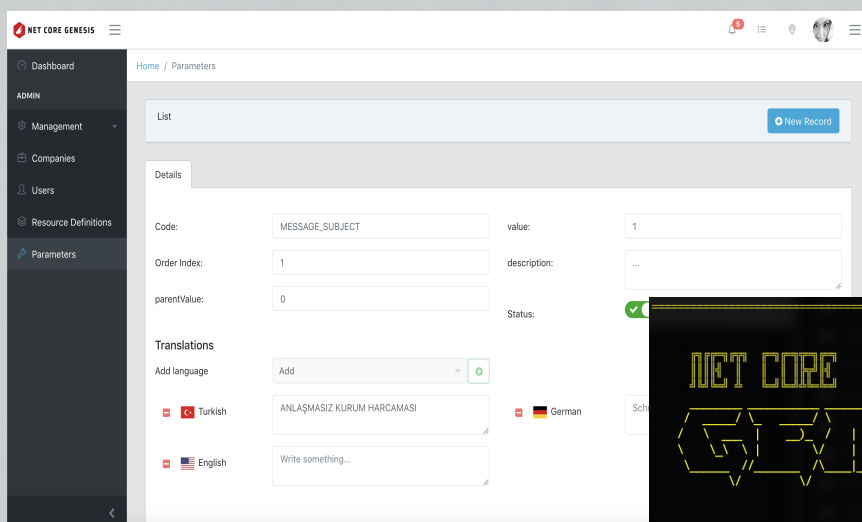 NET CORE GENESIS
5
Dashboard
Home / Parameters
ADMIN
Management
Companies
Users
Resource Definitions
Parameters
List
New Record
Details
Code:
MESSAGE_SUBJECT
value:
1
Order Index:
1
description:
...
parentValue:
0
Status:
Translations
Add language
Add
Turkish
ANLAŞMASIZ KURUM HARCAMASI
German
English
Write something...
NET CORE